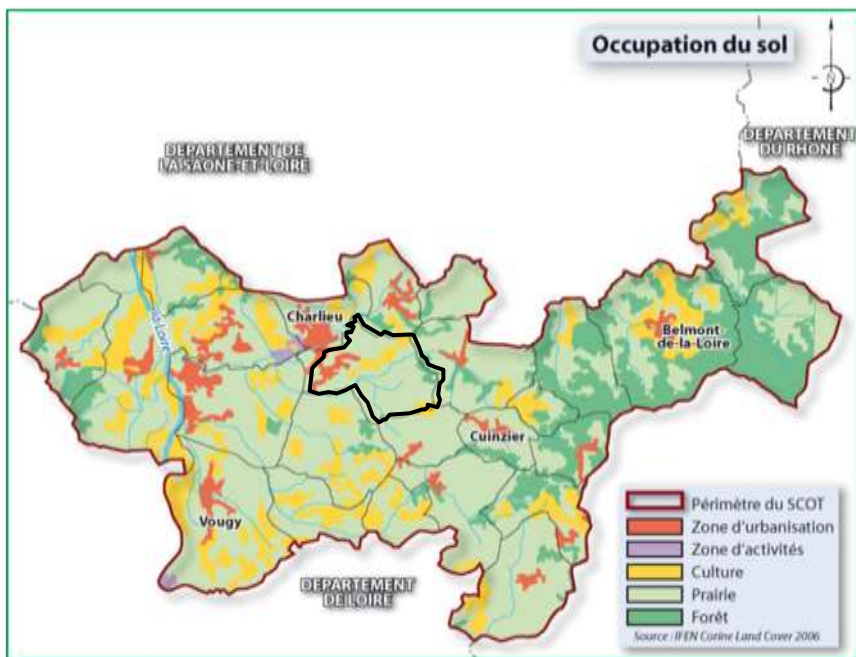 Occupation du sol
N
DEPARTEMENT DE
LA SAONE-ET-LOIRE
DEPARTEMENT
DU RHONE
la Loire
Charlieu
Belmont
de-la-Loire
Cuinzier
Vougy
DEPARTEMENT
DE LOIRE
Périmètre du SCOT
Zone d'urbanisation
Zone d'activités
Culture
Prairie
Forêt
Source : IFEN Corine Land Cover 2006